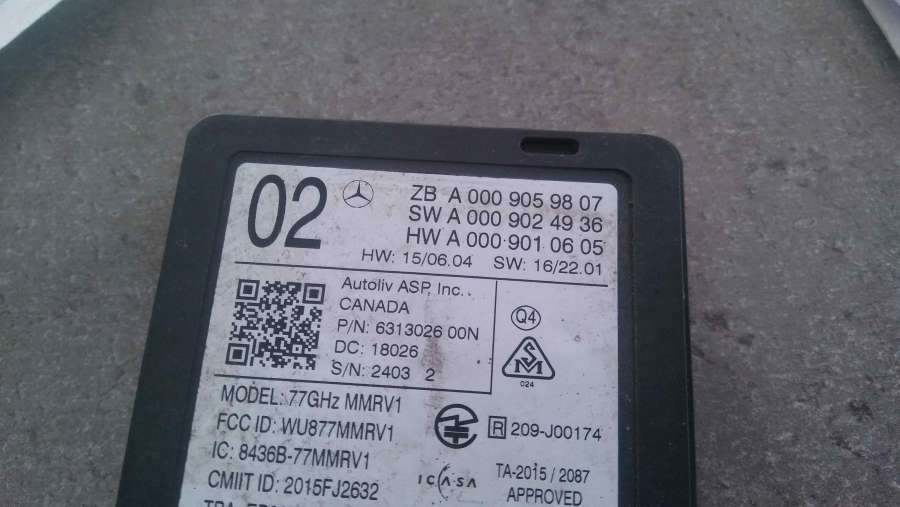 02
ZB A 000 905 98 07
SW A 000 902 49 36
HW A 000 901 06 05
HW: 15/06.04 SW: 16/22.01
Autoliv ASP, Inc..
CANADA
P/N: 6313026 00N
DC: 18026
S/N: 2403 2
Q4
S
M
024
MODEL: 77GHz MMRV1
FCC ID: WU877MMRV1
IC: 8436B-77MMRV1
CMIIT ID: 2015FJ2632
R 209-J00174
ICASA
TA-2015 / 2087
APPROVED